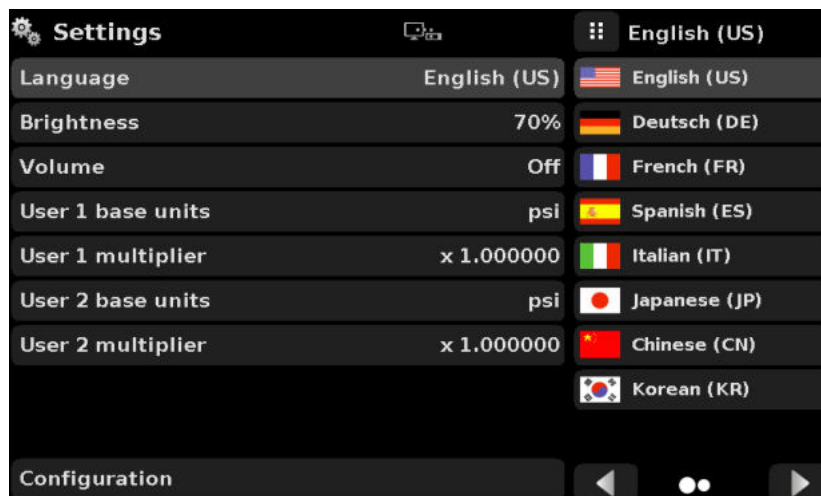 Settings
English (US)
Language English (US)
Brightness 70%
Volume Off
User 1 base units psi
User 1 multiplier x 1.000000
User 2 base units psi
User 2 multiplier x 1.000000
Configuration
English (US)
Deutsch (DE)
French (FR)
Spanish (ES)
Italian (IT)
Japanese (JP)
Chinese (CN)
Korean (KR)